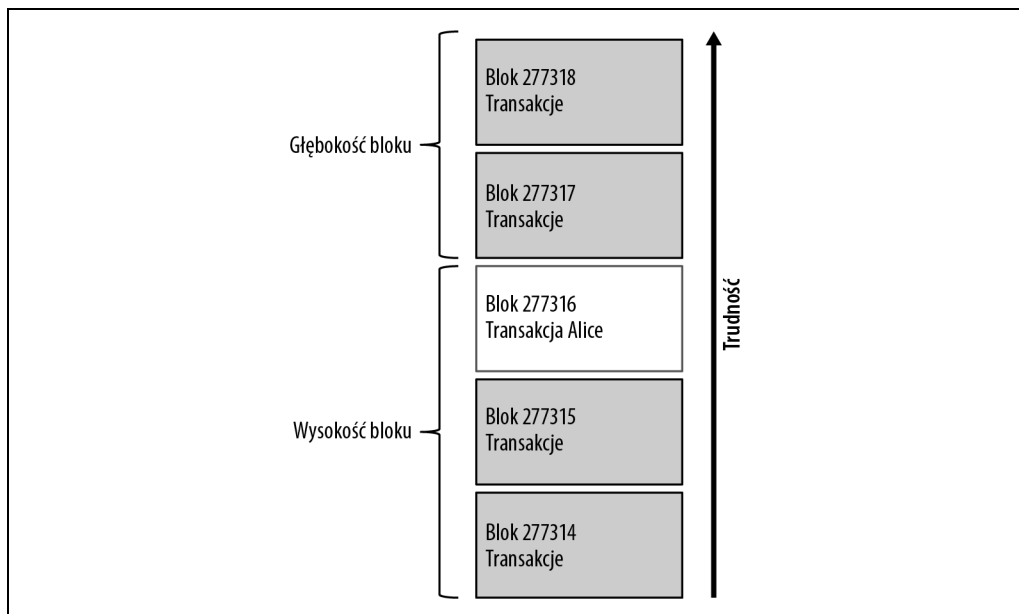 Blok 277318
Transakcje
Głębokość bloku
Blok 277317
Transakcje
Blok 277316
Transakcja Alice
Trudność
Blok 277315
Transakcje
Wysokość bloku
Blok 277314
Transakcje